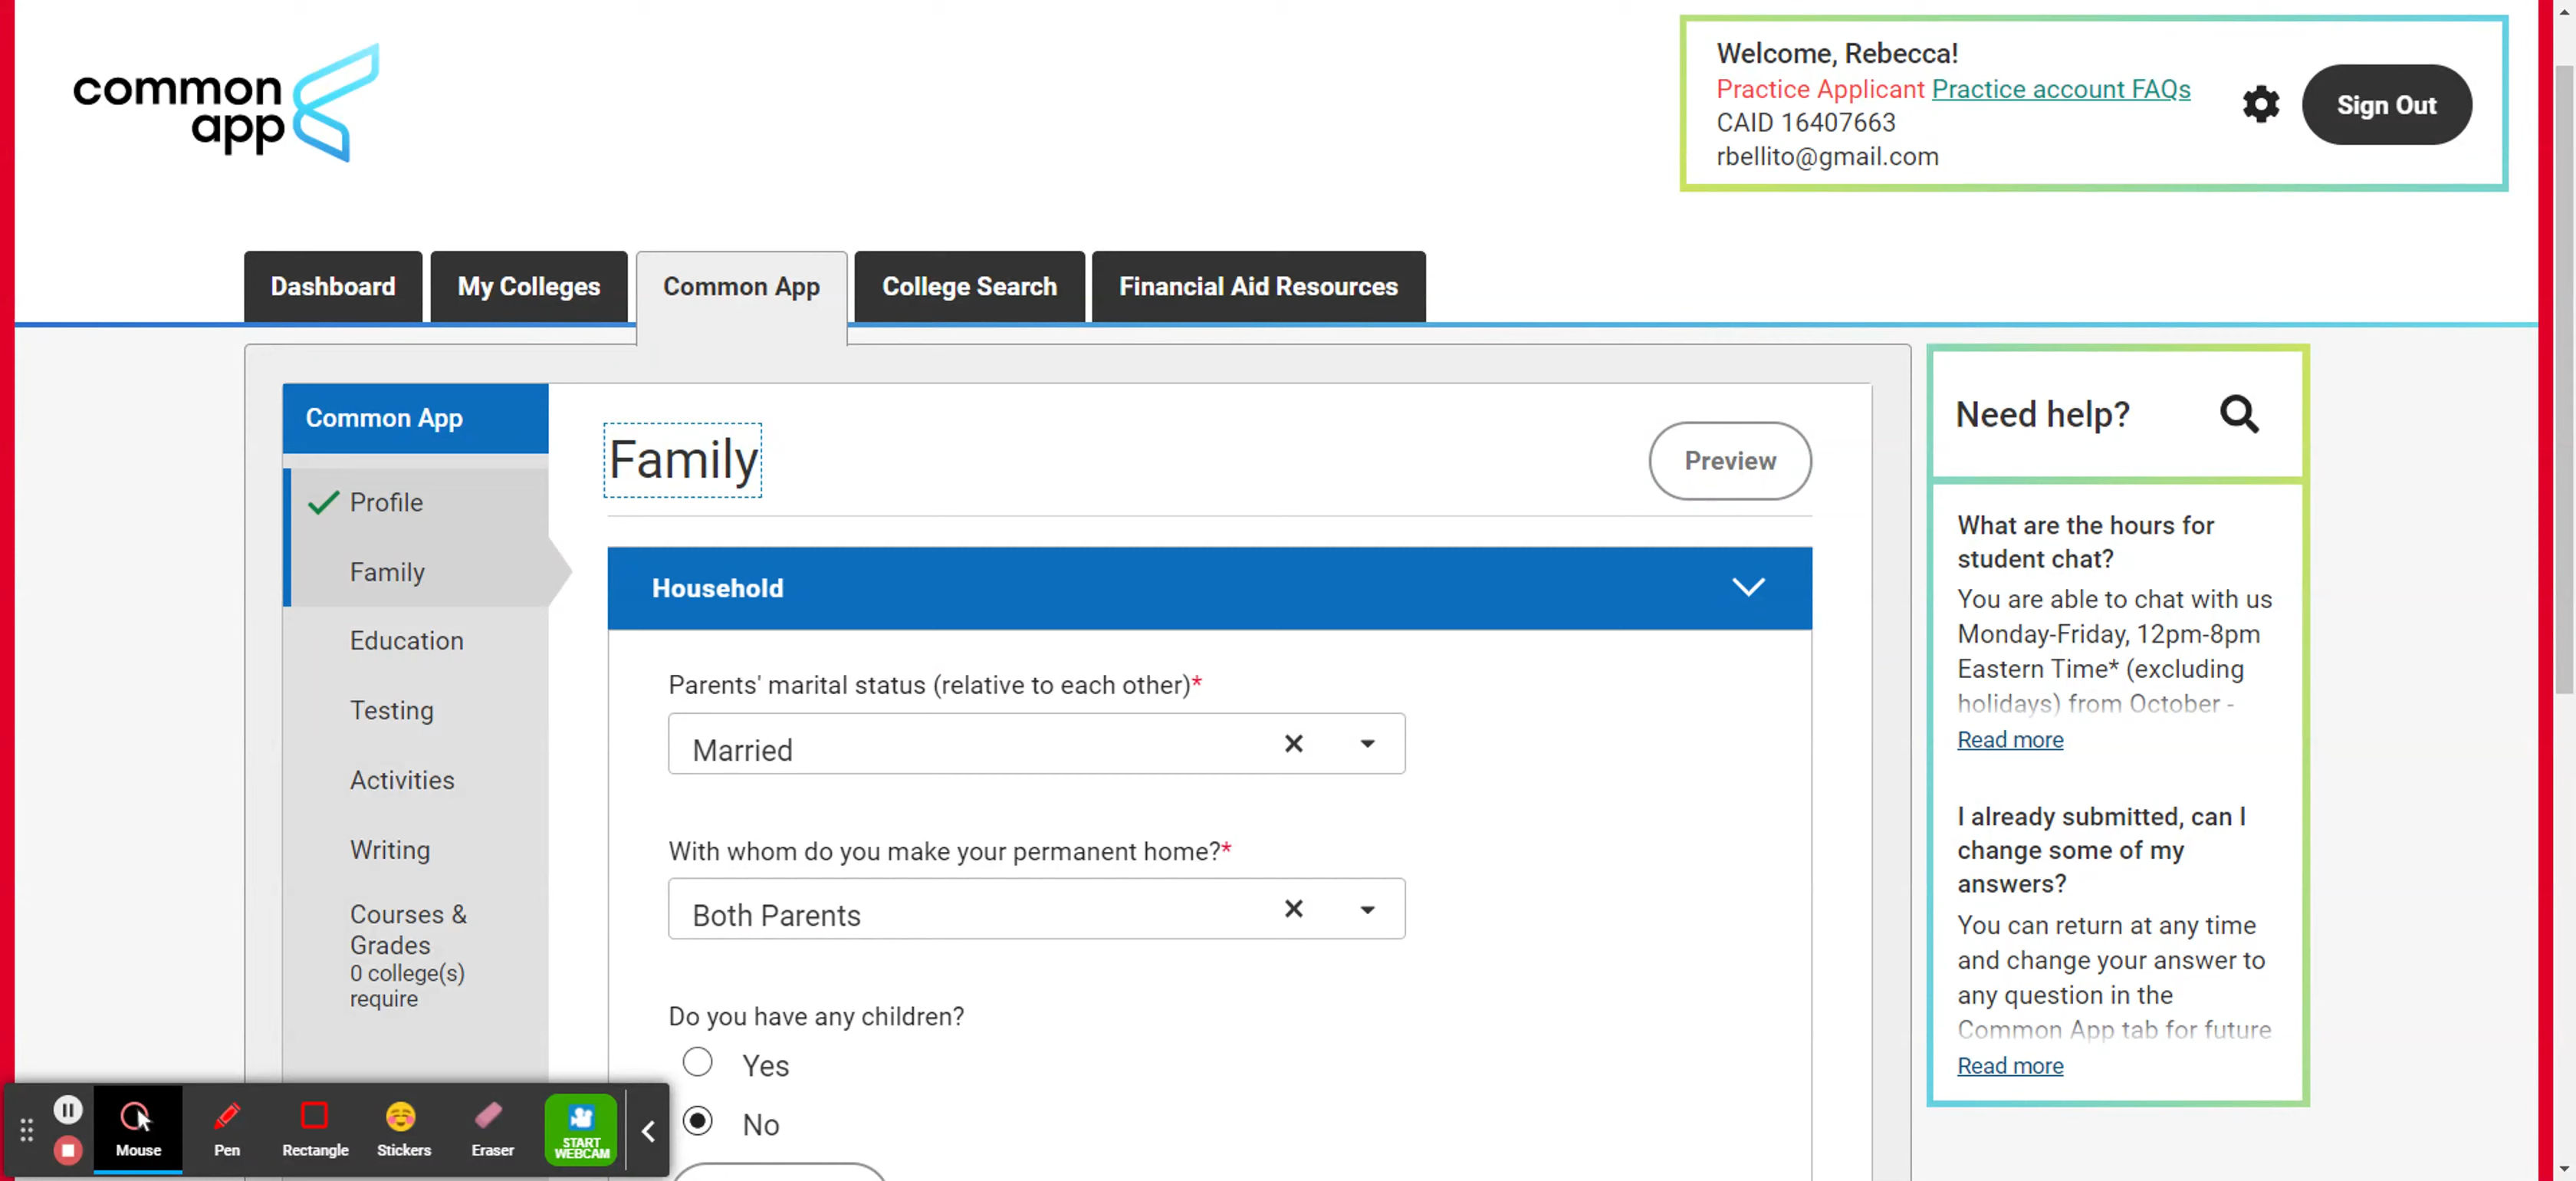 common
app
Welcome, Rebecca!
Practice Applicant Practice account FAQs
CAID 16407663
rbellito@gmail.com
Sign Out
Dashboard
My Colleges
Common App
College Search
Financial Aid Resources
Common App
Profile
Family
Education
Testing
Activities
Writing
Courses &
Grades
0 college(s)
require
Family
Preview
Household
Parents' marital status (relative to each other)*
Married
With whom do you make your permanent home?*
Both Parents
Do you have any children?
Yes
No
Need help?
What are the hours for
student chat?
You are able to chat with us
Monday-Friday, 12pm-8pm
Eastern Time* (excluding
holidays) from October -
Read more
I already submitted, can I
change some of my
answers?
You can return at any time
and change your answer to
any question in the
Common App tab for future
Read more
Mouse
Pen
Rectangle
Stickers
Eraser
START
WEBCAM